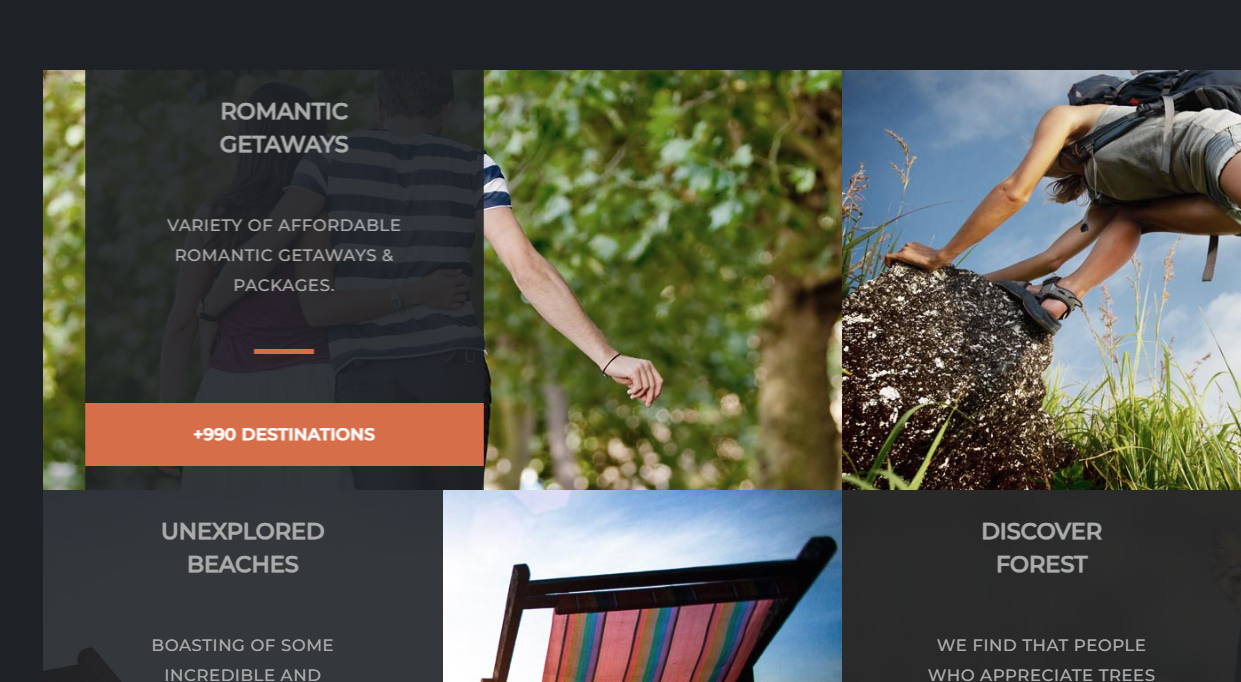 ROMANTIC
GETAWAYS
VARIETY OF AFFORDABLE
ROMANTIC GETAWAYS &
PACKAGES.
+990 DESTINATIONS
UNEXPLORED
BEACHES
BOASTING OF SOME
INCREDIBLE AND
DISCOVER
FOREST
WE FIND THAT PEOPLE
WHO APPRECIATE TREES